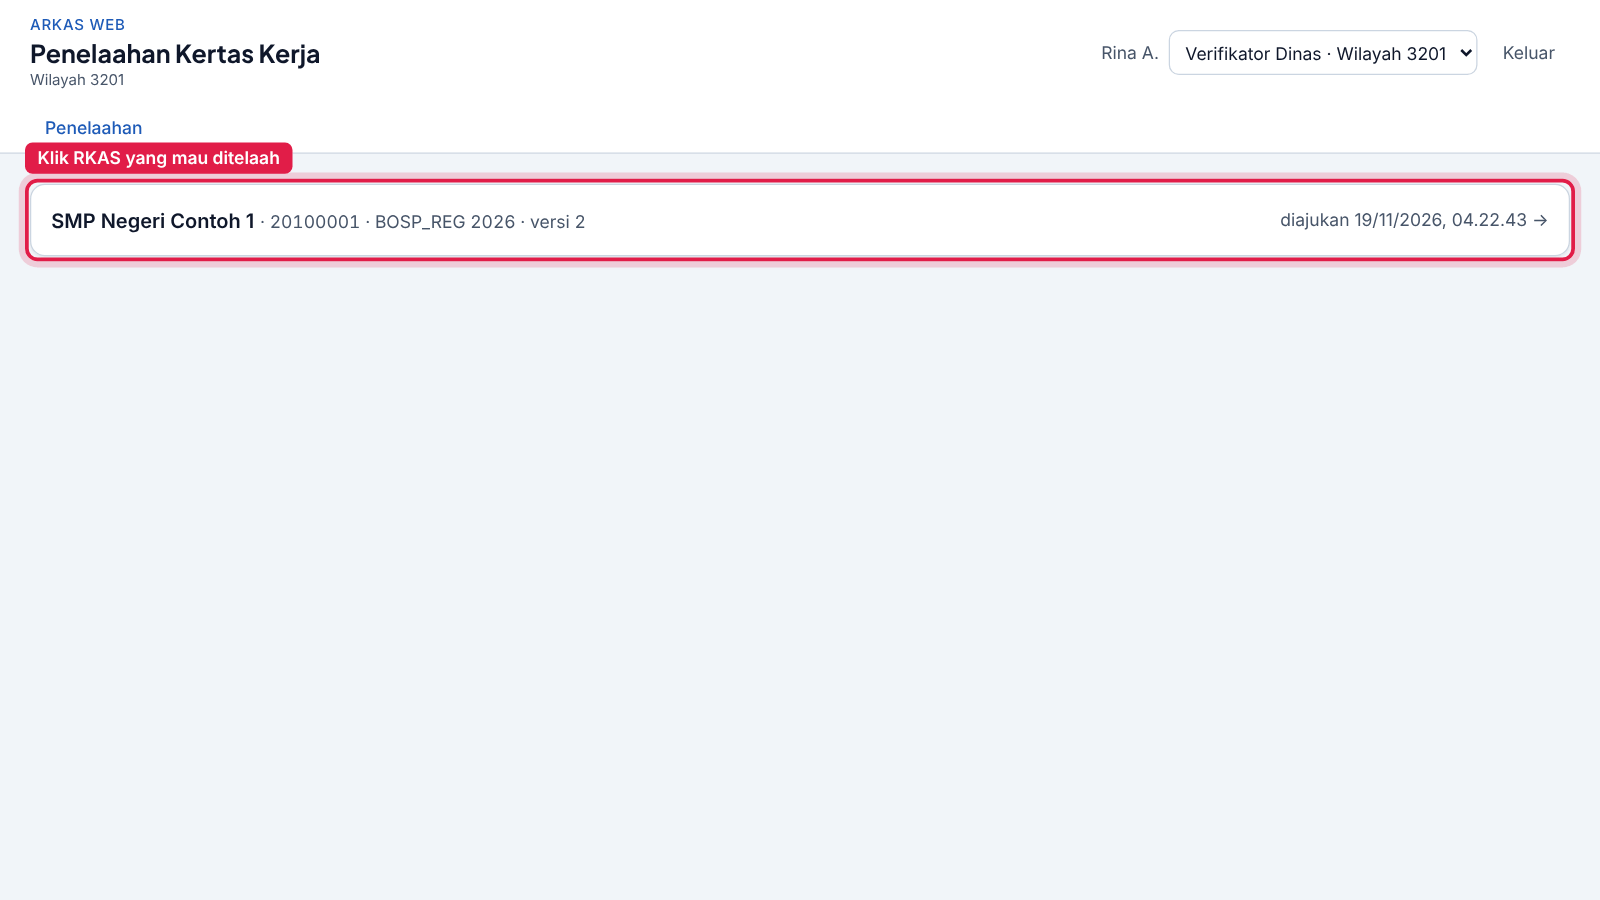 ARKAS WEB
Penelaahan Kertas Kerja
Wilayah 3201
Rina A.
Verifikator Dinas · Wilayah 3201
Keluar
Penelaahan
Klik RKAS yang mau ditelaah
SMP Negeri Contoh 1 · 20100001 · BOSP_REG 2026 · versi 2
diajukan 19/11/2026, 04.22.43 →